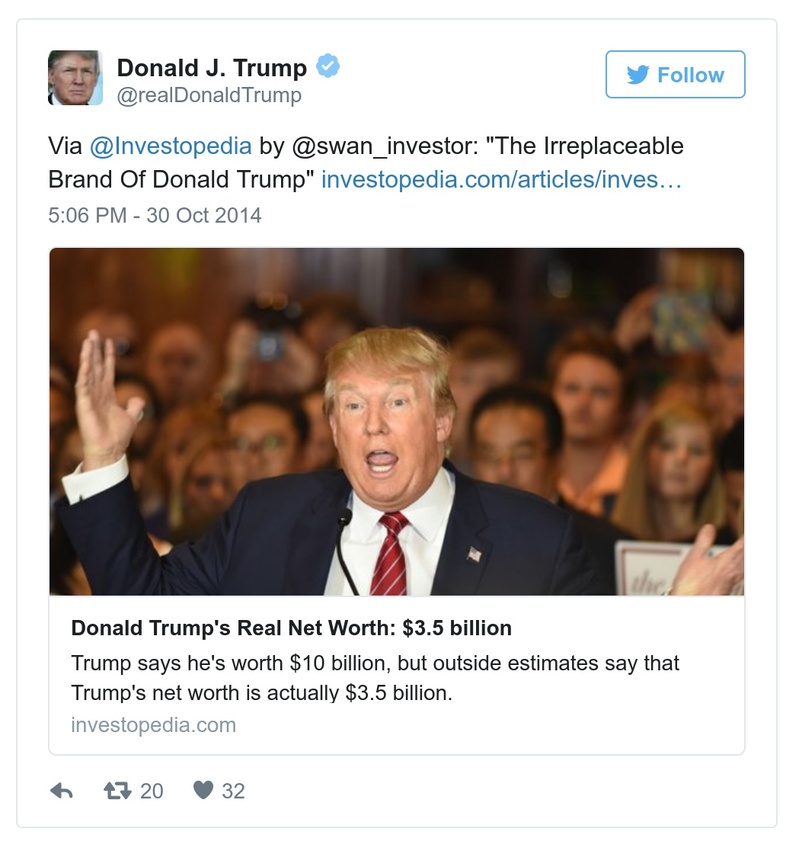 Donald J. Trump
@realDonaldTrump
Follow
Via @Investopedia by @swan_investor: "The Irreplaceable
Brand Of Donald Trump" investopedia.com/articles/inves…
5:06 PM - 30 Oct 2014
the
Donald Trump's Real Net Worth: $3.5 billion
Trump says he's worth $10 billion, but outside estimates say that
Trump's net worth is actually $3.5 billion.
investopedia.com
20 32